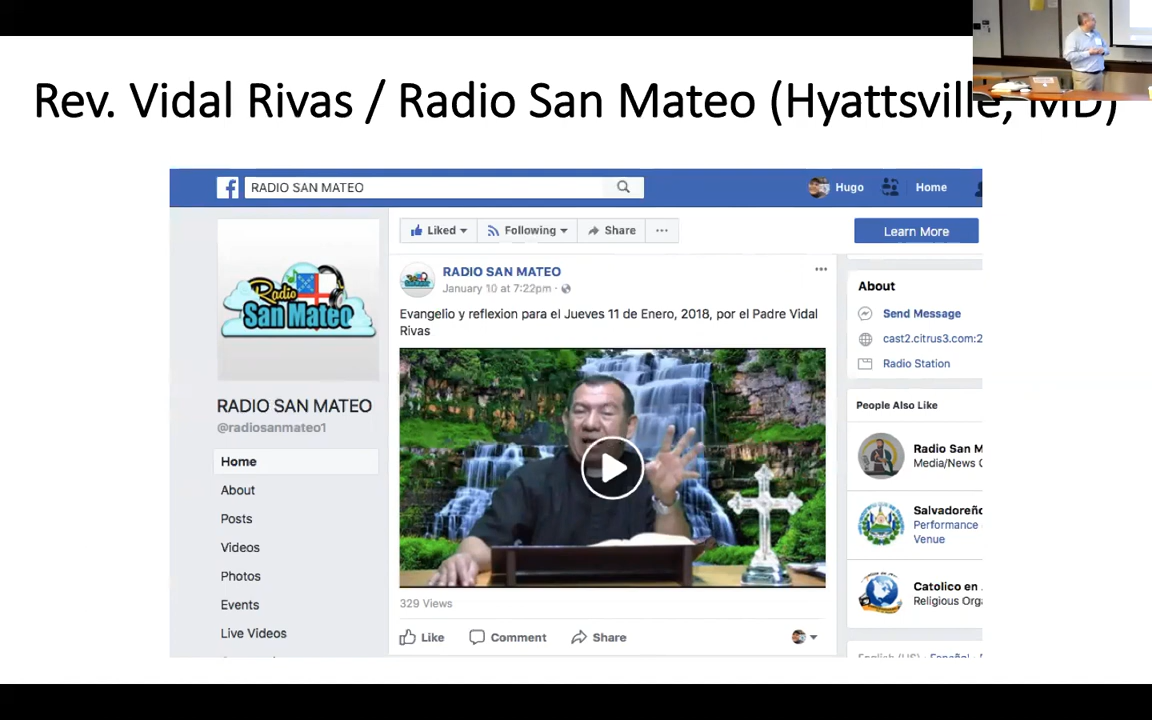 Rev. Vidal Rivas / Radio San Mateo (Hyattsville, MD)
RADIO SAN MATEO
Hugo
Home
Radio
San Mateo
RADIO SAN MATEO
@radiosanmateo1
Home
About
Posts
Videos
Photos
Events
Live Videos
Liked
Following
Share
RADIO SAN MATEO
January 10 at 7:22pm ·
Evangelio y reflexion para el Jueves 11 de Enero, 2018, por el Padre Vidal
Rivas
329 Views
Like
Comment
Share
Learn More
About
Send Message
cast2.citrus3.com:2
Radio Station
People Also Like
Radio San M
Media/News
Salvadoreño
Performance
Venue
Catolico en
Religious Orga
English (US) · Español ·